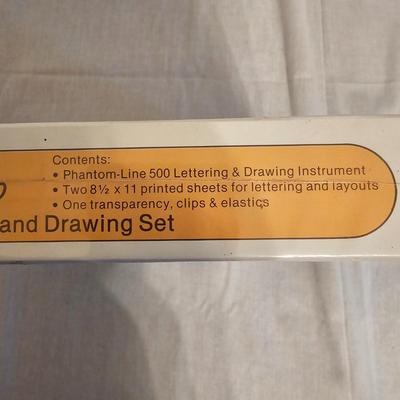 Contents:
• Phantom-Line 500 Lettering & Drawing Instrument
• Two 8½ x 11 printed sheets for lettering and layouts
• One transparency, clips & elastics
and Drawing Set